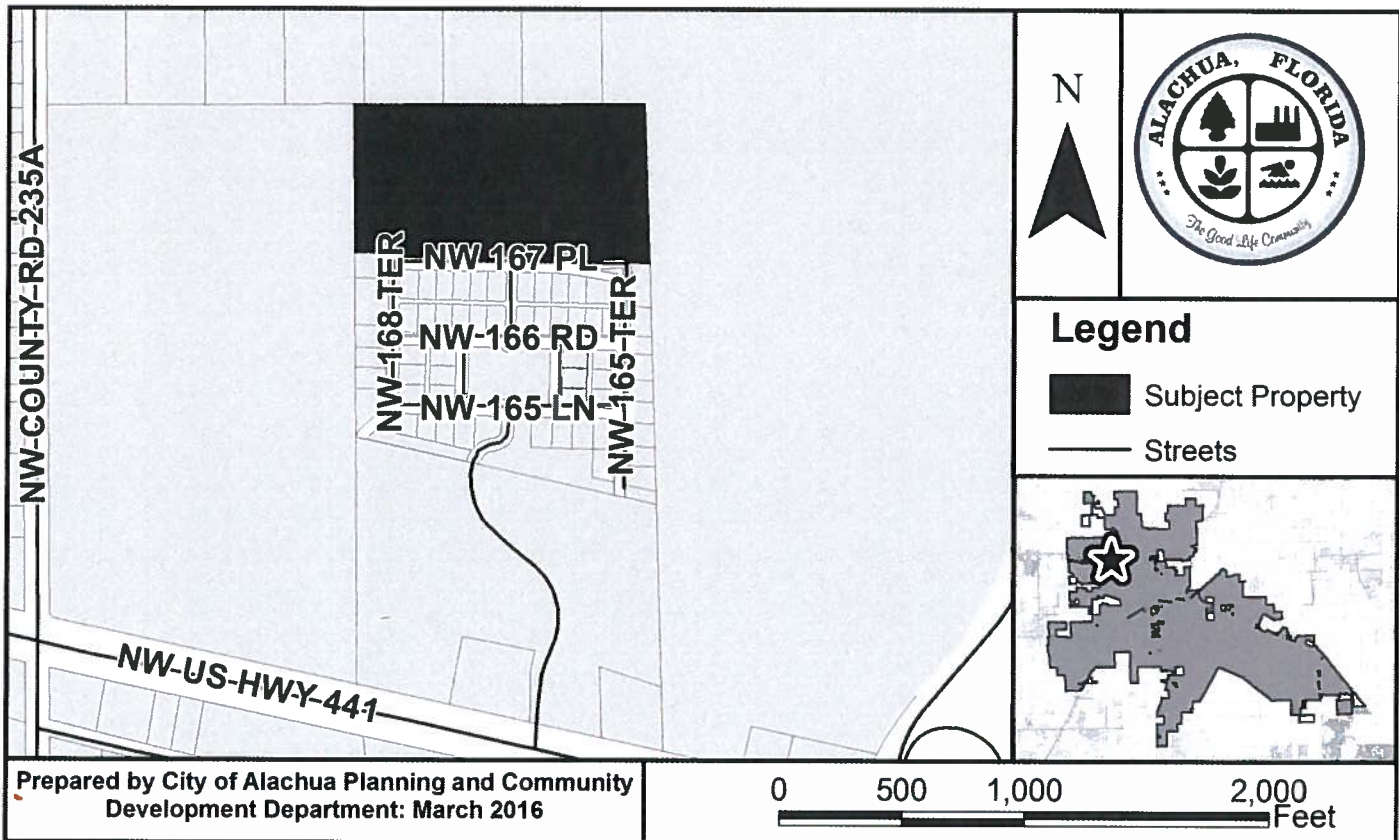 NW-COUNTY-RD-235A
NW-168-TER
NW 167 PL
NW-166 RD
NW-165-LN
NW-165-TER
NW-US-HWY-441
N
ALACHUA, FLORIDA
The Good Life Community
Legend
Subject Property
Streets
Prepared by City of Alachua Planning and Community
Development Department: March 2016
0 500 1,000 2,000
Feet